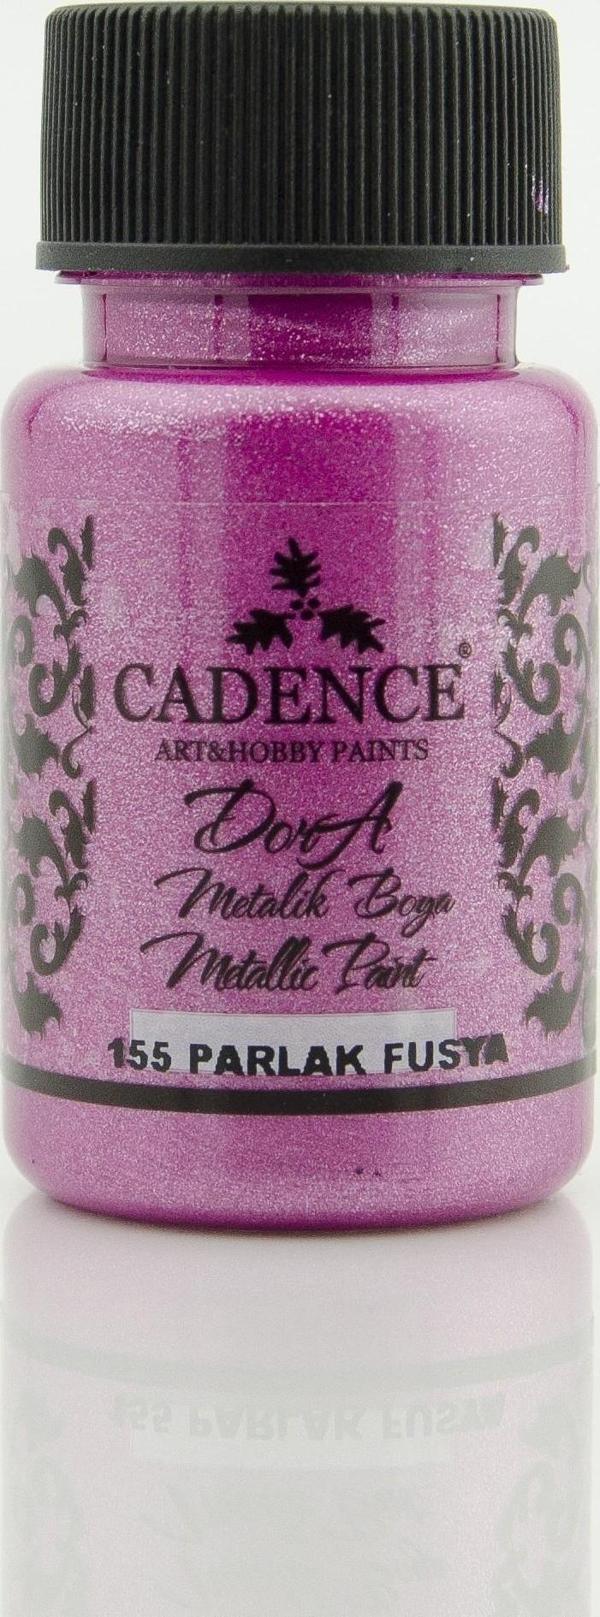 CADENCE®
ART&HOBBY PAINTS
DorA
Metalik Boya
Metallic Paint
155 PARLAK FUSYA